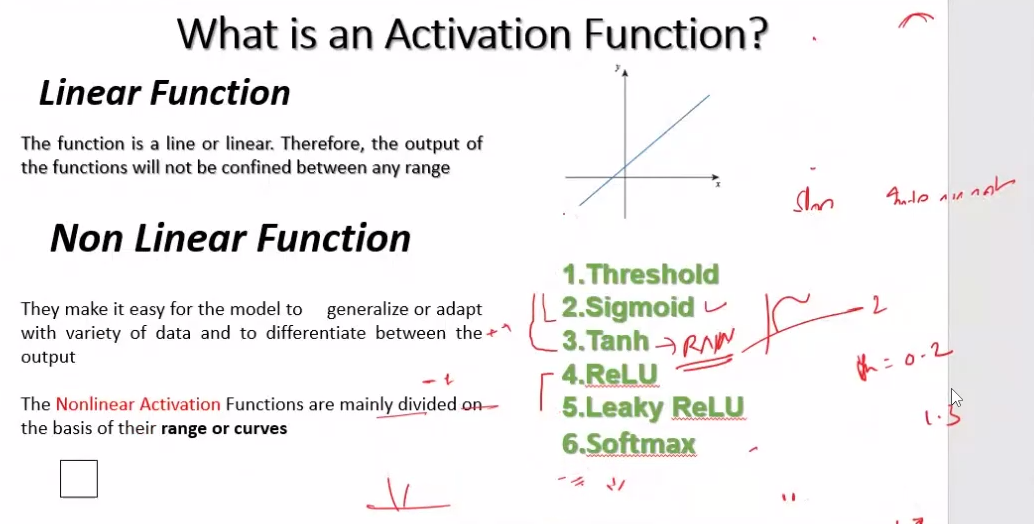 What is an Activation Function?
Linear Function
The function is a line or linear. Therefore, the output of
the functions will not be confined between any range
y
x
Non Linear Function
They make it easy for the model to generalize or adapt
with variety of data and to differentiate between the
output
The Nonlinear Activation Functions are mainly divided on
the basis of their range or curves
1.Threshold
2.Sigmoid
3.Tanh → RNN
4.ReLU
5.Leaky ReLU
6.Softmax
2
= 0.2
1.5